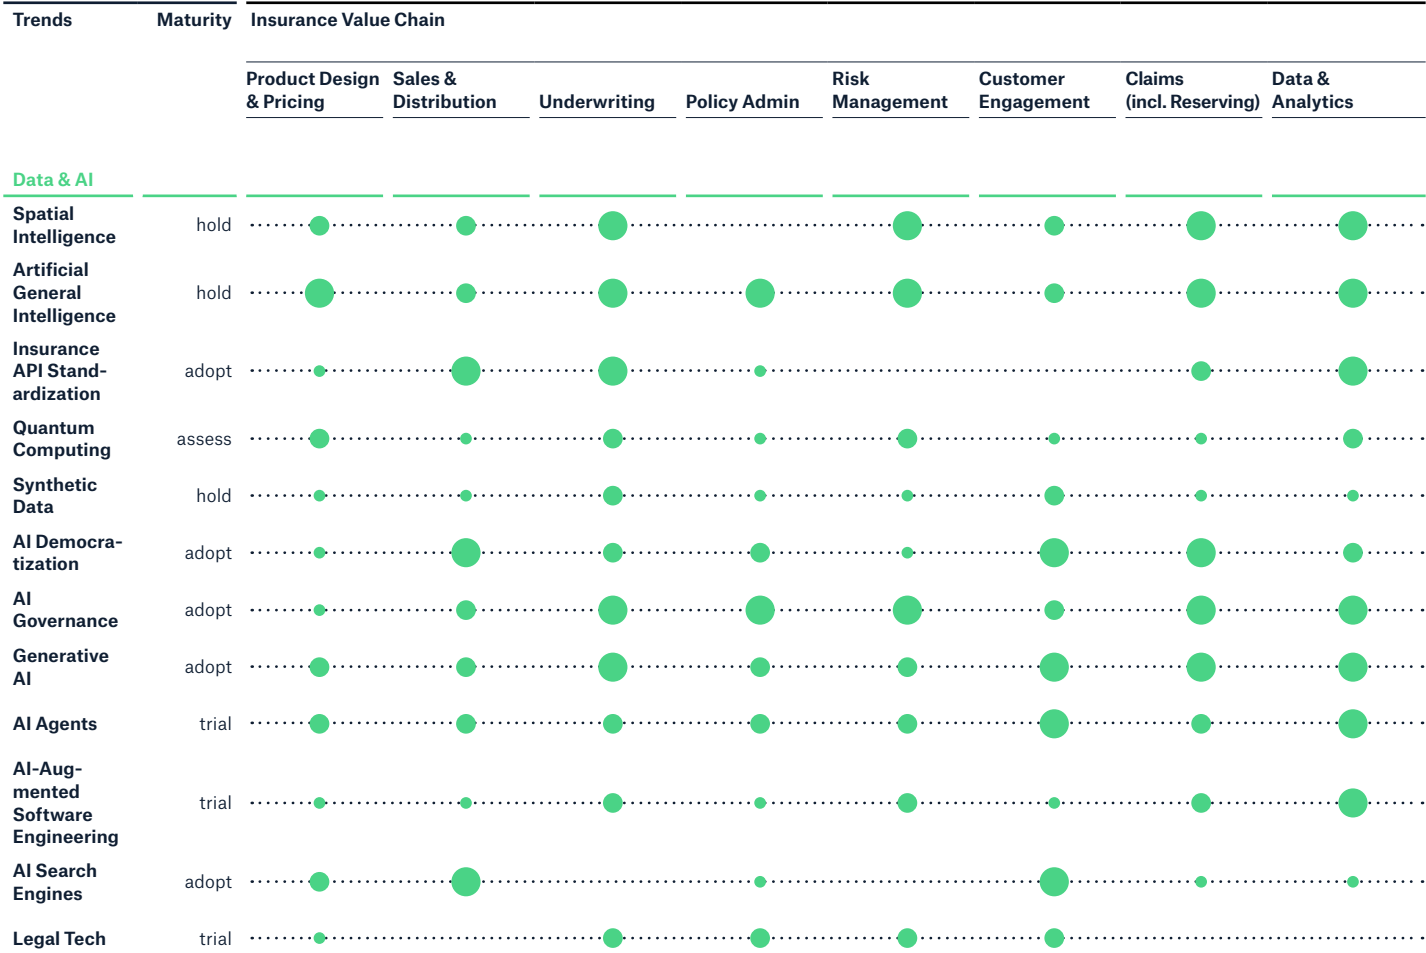 Trends
Maturity
Insurance Value Chain
Product Design
& Pricing
Sales &
Distribution
Underwriting
Policy Admin
Risk
Management
Customer
Engagement
Claims
(incl. Reserving)
Data &
Analytics
Data & AI
Spatial
Intelligence
hold
Artificial
General
Intelligence
hold
Insurance
API Stand-
ardization
adopt
Quantum
Computing
assess
Synthetic
Data
hold
AI Democra-
tization
adopt
AI
Governance
adopt
Generative
AI
adopt
AI Agents
trial
AI-Aug-
mented
Software
Engineering
trial
AI Search
Engines
adopt
Legal Tech
trial